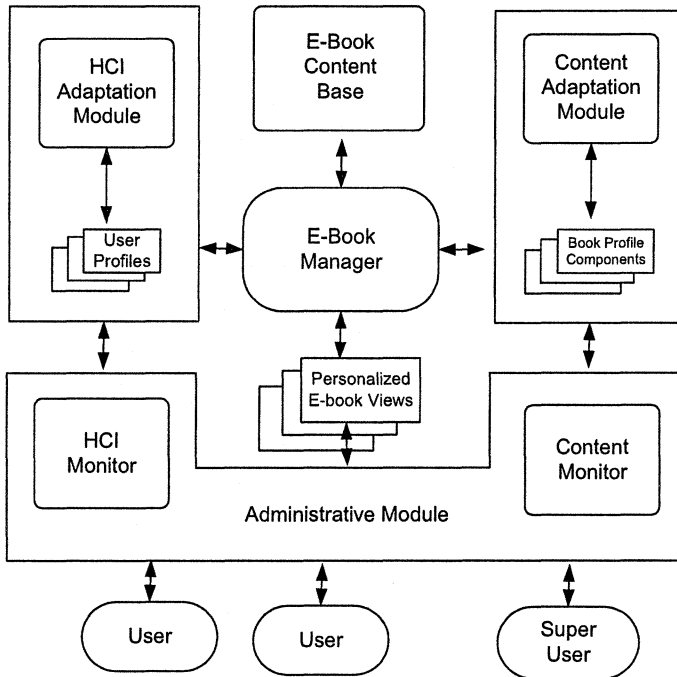 HCI
Adaptation
Module
E-Book
Content
Base
Content
Adaptation
Module
User
Profiles
E-Book
Manager
Book Profile
Components
Personalized
E-book Views
HCI
Monitor
Content
Monitor
Administrative Module
User
User
Super
User